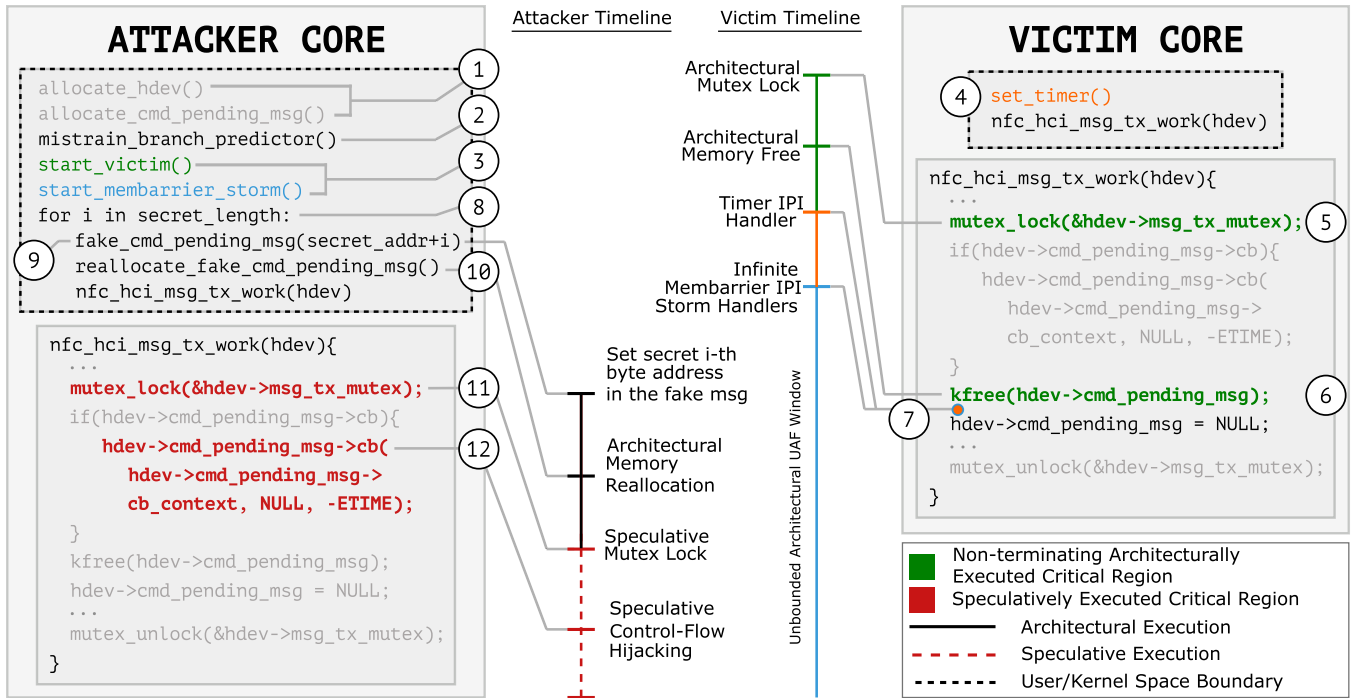 ATTACKER CORE
allocate_hdev()
allocate_cmd_pending_msg()
1
mistrain_branch_predictor()
2
start_victim()
start_membarrier_storm()
3
for i in secret_length:
8
9
fake_cmd_pending_msg(secret_addr+i)
reallocate_fake_cmd_pending_msg()
10
nfc_hci_msg_tx_work(hdev)
nfc_hci_msg_tx_work(hdev){
...
mutex_lock(&hdev->msg_tx_mutex);
11
if(hdev->cmd_pending_msg->cb){
hdev->cmd_pending_msg->cb(
12
hdev->cmd_pending_msg->
cb_context, NULL, -ETIME);
}
kfree(hdev->cmd_pending_msg);
hdev->cmd_pending_msg = NULL;
...
mutex_unlock(&hdev->msg_tx_mutex);
}
Attacker Timeline
Set secret i-th
byte address
in the fake msg
Architectural
Memory
Reallocation
Speculative
Mutex Lock
Speculative
Control-Flow
Hijacking
Victim Timeline
Architectural
Mutex Lock
Architectural
Memory Free
Timer IPI
Handler
Infinite
Membarrier IPI
Storm Handlers
Unbounded Architectural UAF Window
VICTIM CORE
4
set_timer()
nfc_hci_msg_tx_work(hdev)
nfc_hci_msg_tx_work(hdev){
...
mutex_lock(&hdev->msg_tx_mutex);
5
if(hdev->cmd_pending_msg->cb){
hdev->cmd_pending_msg->cb(
hdev->cmd_pending_msg->
cb_context, NULL, -ETIME);
}
kfree(hdev->cmd_pending_msg);
6
7
hdev->cmd_pending_msg = NULL;
...
mutex_unlock(&hdev->msg_tx_mutex);
}
Non-terminating Architecturally
Executed Critical Region
Speculatively Executed Critical Region
Architectural Execution
Speculative Execution
User/Kernel Space Boundary